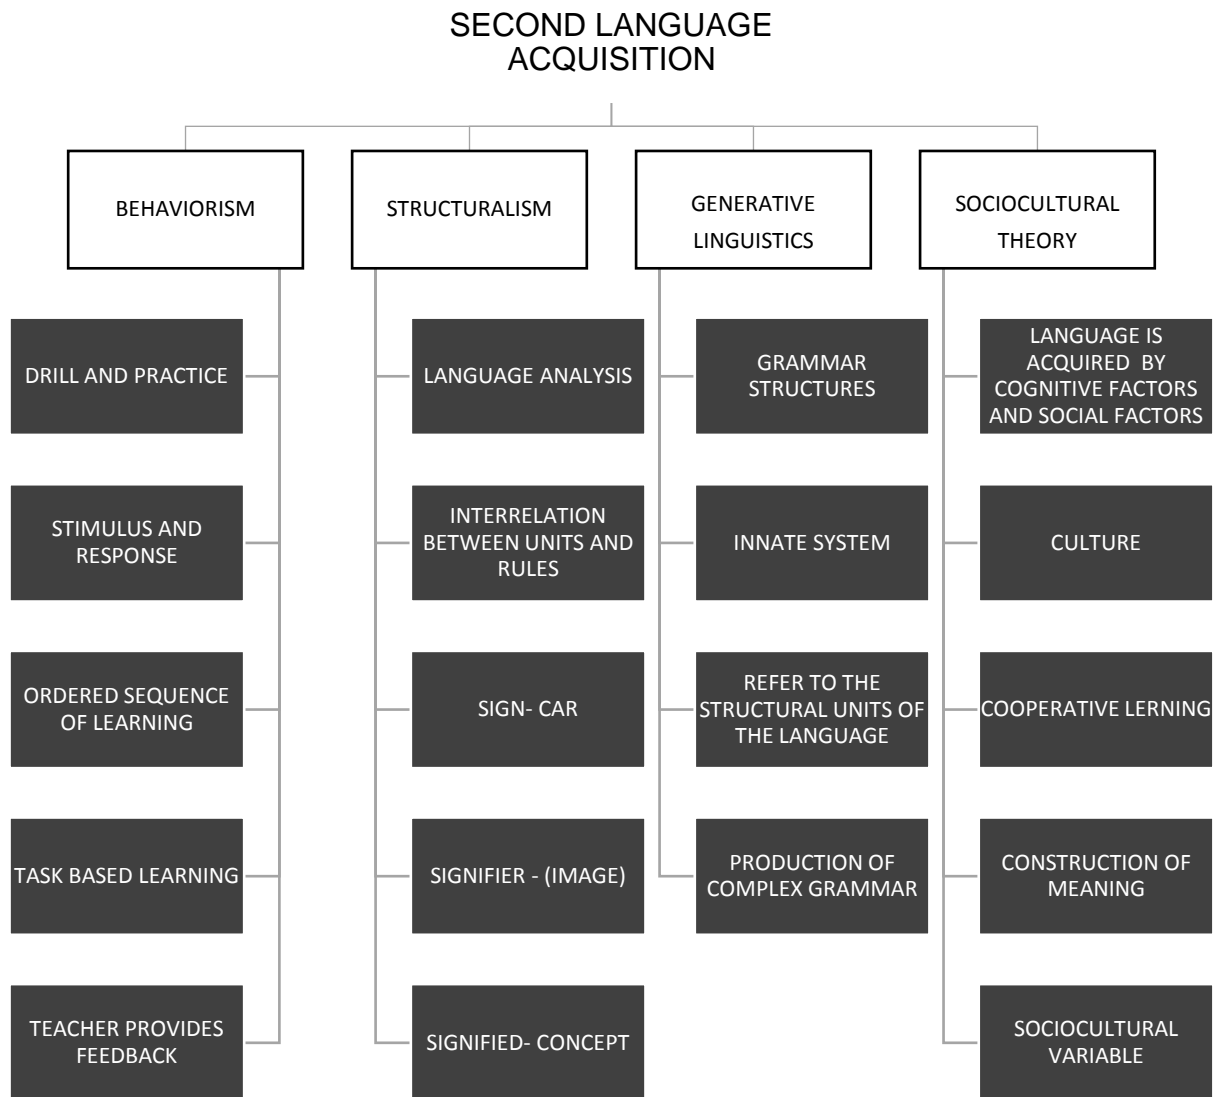 SECOND LANGUAGE
ACQUISITION
BEHAVIORISM
DRILL AND PRACTICE
STIMULUS AND
RESPONSE
ORDERED SEQUENCE
OF LEARNING
TASK BASED LEARNING
TEACHER PROVIDES
FEEDBACK
STRUCTURALISM
LANGUAGE ANALYSIS
INTERRELATION
BETWEEN UNITS AND
RULES
SIGN- CAR
SIGNIFIER - (IMAGE)
SIGNIFIED- CONCEPT
GENERATIVE
LINGUISTICS
GRAMMAR
STRUCTURES
INNATE SYSTEM
REFER TO THE
STRUCTURAL UNITS OF
THE LANGUAGE
PRODUCTION OF
COMPLEX GRAMMAR
SOCIOCULTURAL
THEORY
LANGUAGE IS
ACQUIRED BY
COGNITIVE FACTORS
AND SOCIAL FACTORS
CULTURE
COOPERATIVE LERNING
CONSTRUCTION OF
MEANING
SOCIOCULTURAL
VARIABLE